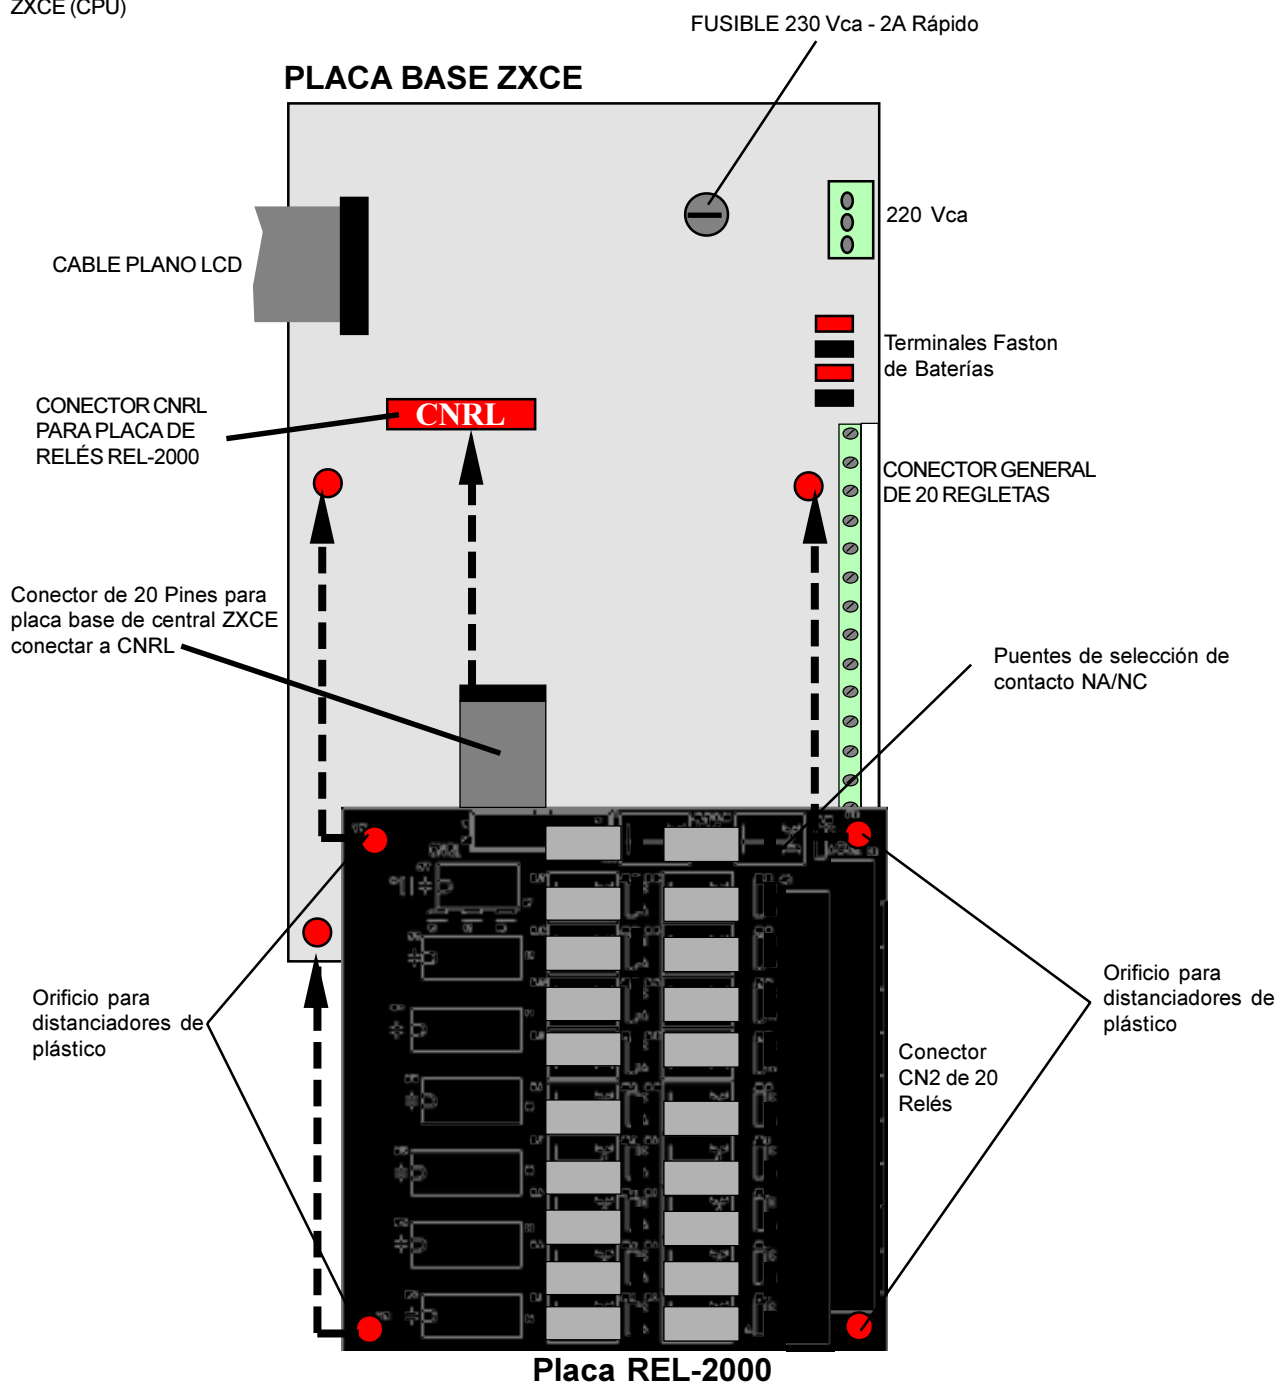 ZXCE (CPU)
FUSIBLE 230 Vca - 2A Rápido
PLACA BASE ZXCE
220 Vca
CABLE PLANO LCD
Terminales Faston
de Baterías
CONECTOR CNRL
PARA PLACA DE
RELÉS REL-2000
CNRL
CONECTOR GENERAL
DE 20 REGLETAS
Conector de 20 Pines para
placa base de central ZXCE
conectar a CNRL
Puentes de selección de
contacto NA/NC
Orificio para
distanciadores de
plástico
Orificio para
distanciadores de
plástico
Conector
CN2 de 20
Relés
Placa REL-2000